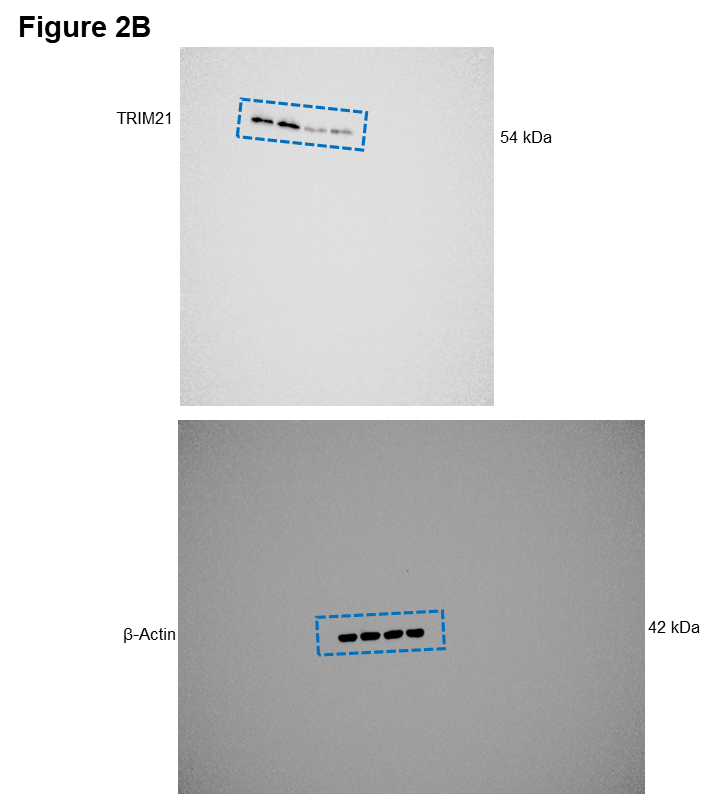 Figure 2B
TRIM21
54 kDa
β-Actin
42 kDa